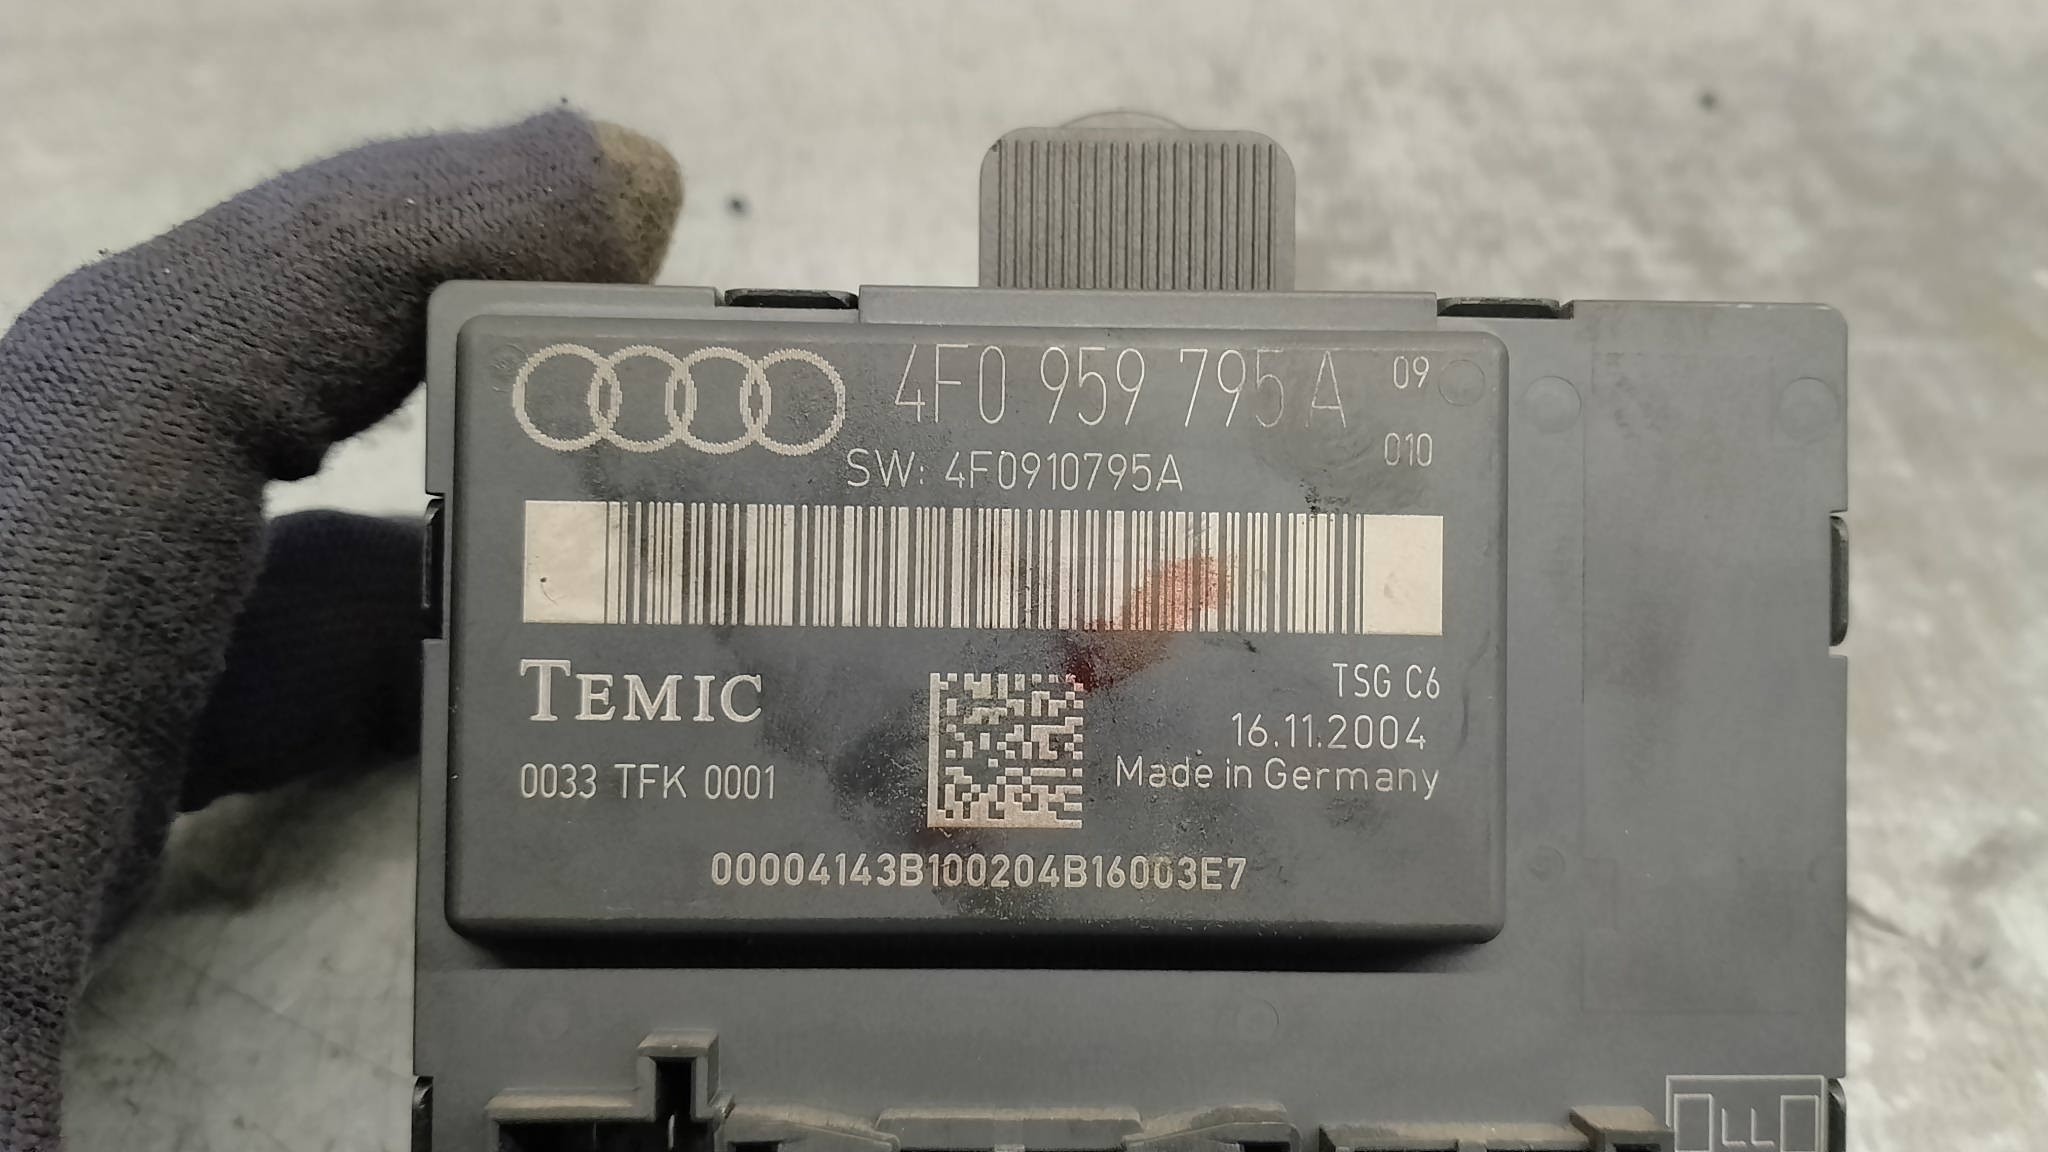 4F0 959 795 A 09
SW: 4F0910795A 010
TEMIC
TSG C6
16.11.2004
0033 TFK 0001
Made in Germany
00004143B100204B16003E7
LL